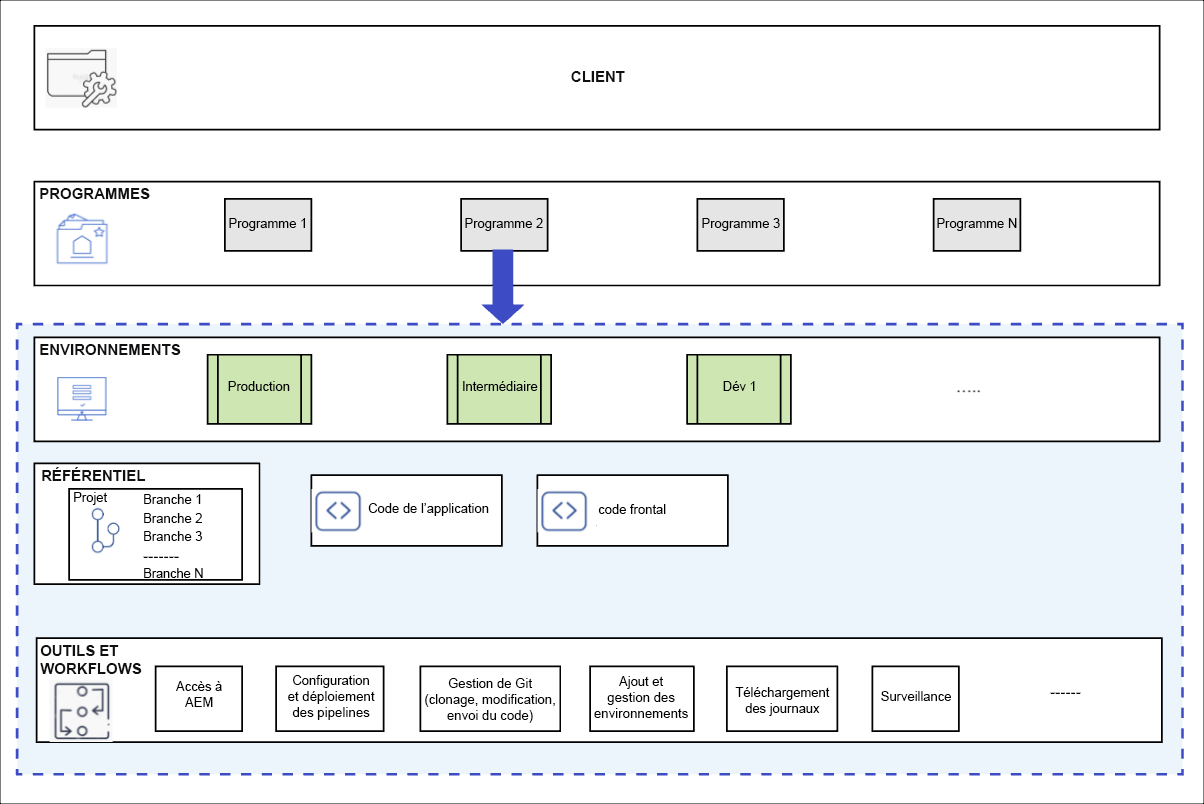 CLIENT
PROGRAMMES
Programme 1
Programme 2
Programme 3
Programme N
ENVIRONNEMENTS
Production
Intermédiaire
Dév 1
.....
RÉFÉRENTIEL
Projet
Branche 1
Branche 2
Branche 3
-------
Branche N
Code de l’application
code frontal
OUTILS ET
WORKFLOWS
Accès à
AEM
Configuration
et déploiement
des pipelines
Gestion de Git
(clonage, modification,
envoi du code)
Ajout et
gestion des
environnements
Téléchargement
des journaux
Surveillance
------